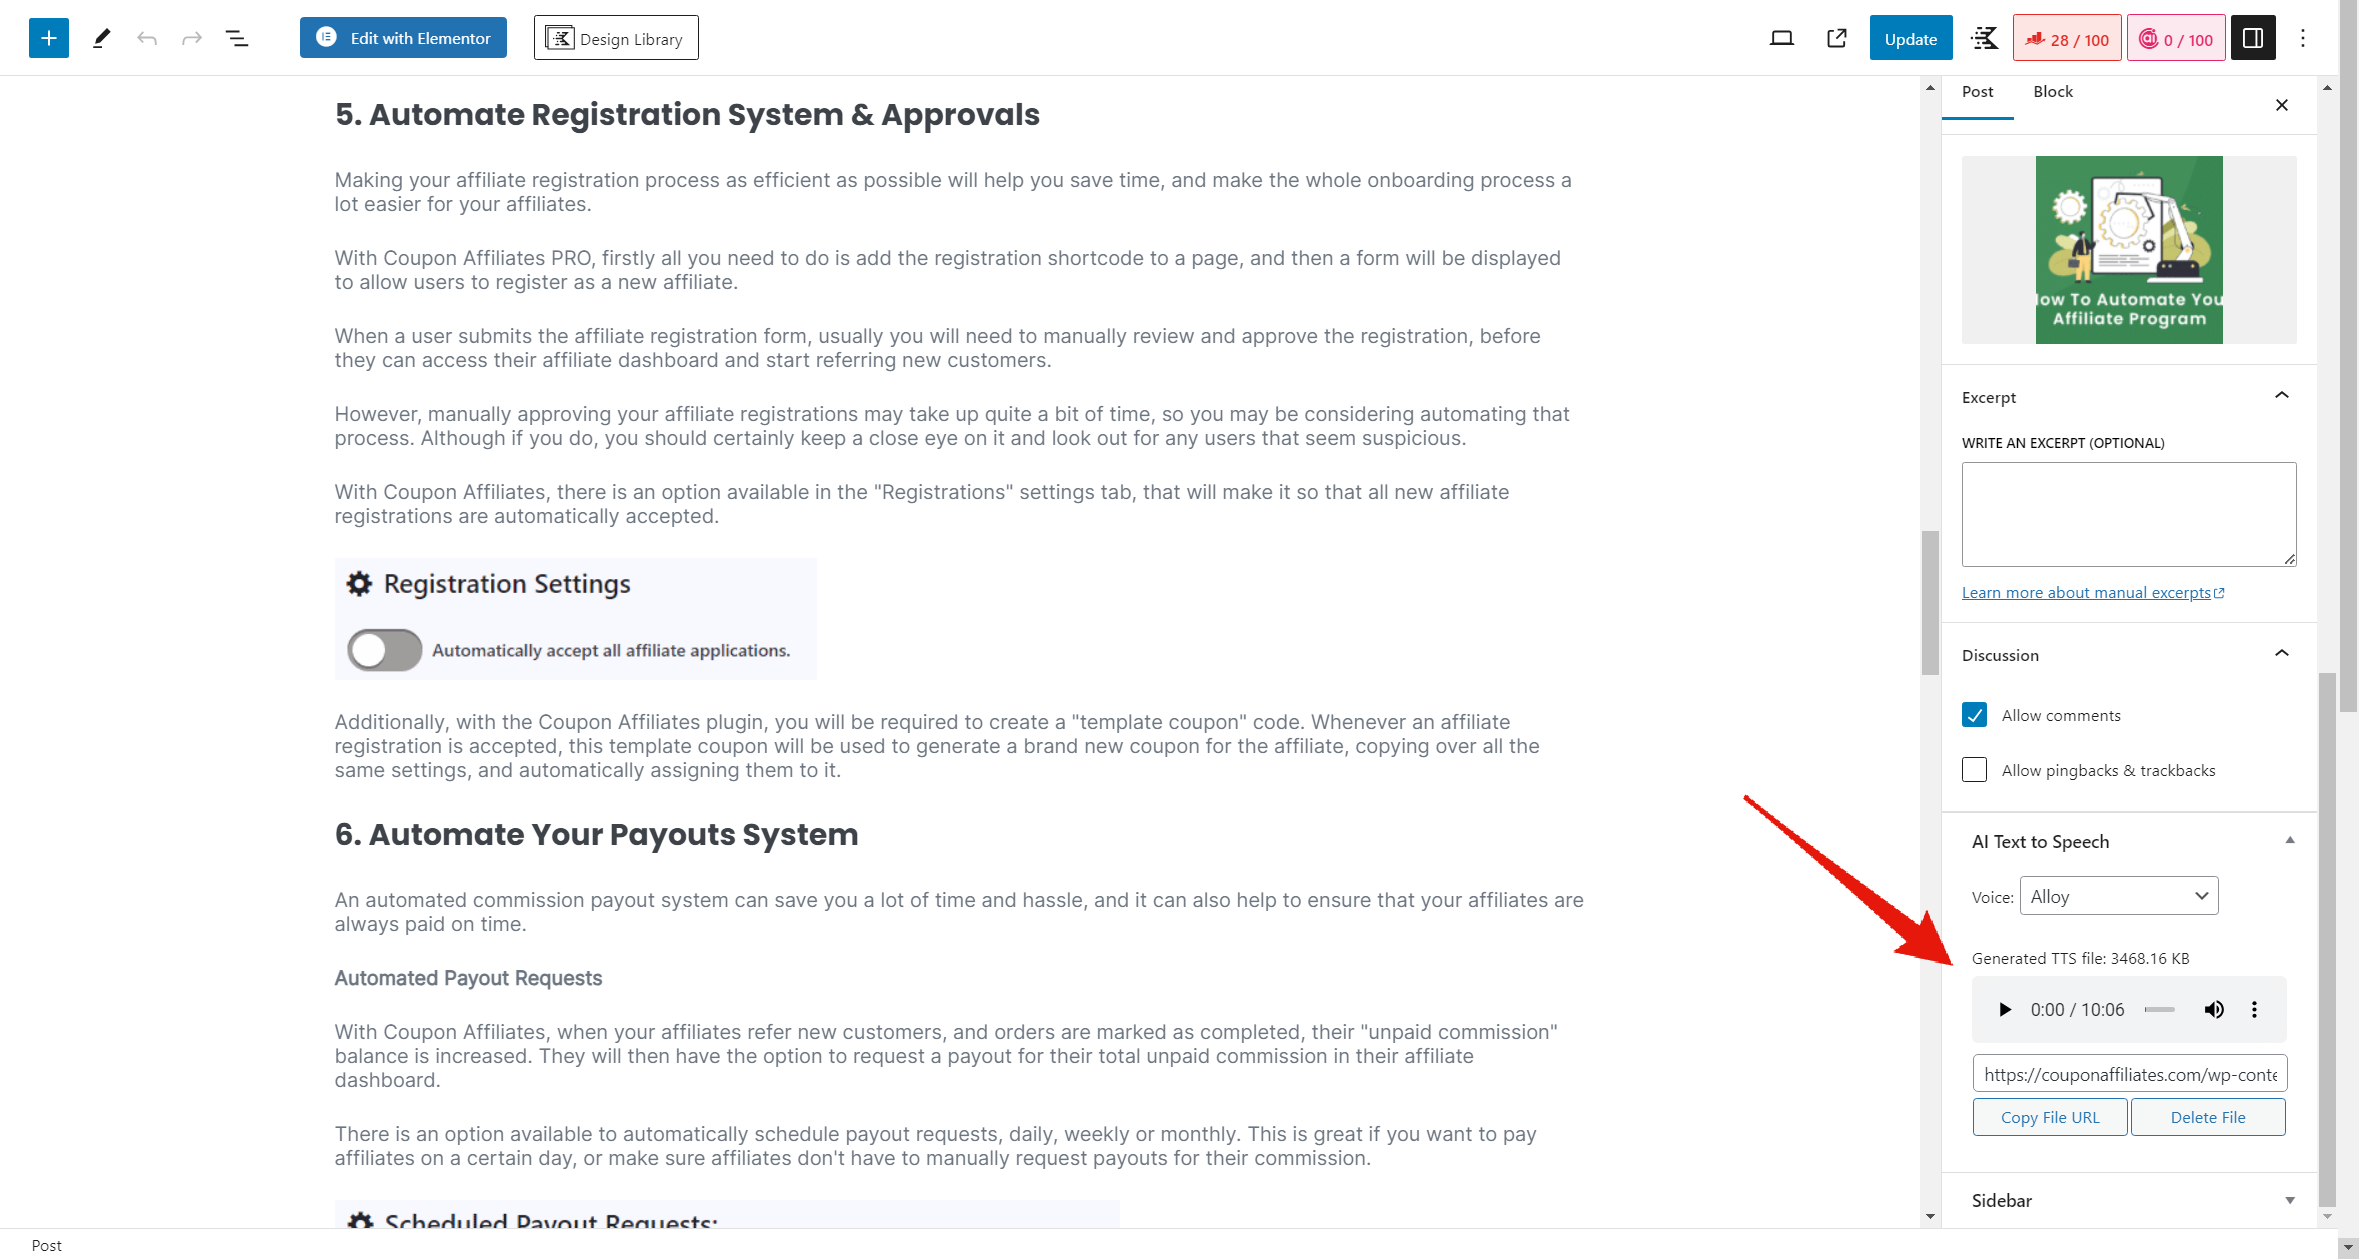 Edit with Elementor
Design Library
Update
28 / 100
0 / 100
5. Automate Registration System & Approvals
Making your affiliate registration process as efficient as possible will help you save time, and make the whole onboarding process a
lot easier for your affiliates.
With Coupon Affiliates PRO, firstly all you need to do is add the registration shortcode to a page, and then a form will be displayed
to allow users to register as a new affiliate.
When a user submits the affiliate registration form, usually you will need to manually review and approve the registration, before
they can access their affiliate dashboard and start referring new customers.
However, manually approving your affiliate registrations may take up quite a bit of time, so you may be considering automating that
process. Although if you do, you should certainly keep a close eye on it and look out for any users that seem suspicious.
With Coupon Affiliates, there is an option available in the "Registrations" settings tab, that will make it so that all new affiliate
registrations are automatically accepted.
Registration Settings
Automatically accept all affiliate applications.
Additionally, with the Coupon Affiliates plugin, you will be required to create a "template coupon" code. Whenever an affiliate
registration is accepted, this template coupon will be used to generate a brand new coupon for the affiliate, copying over all the
same settings, and automatically assigning them to it.
6. Automate Your Payouts System
An automated commission payout system can save you a lot of time and hassle, and it can also help to ensure that your affiliates are
always paid on time.
Automated Payout Requests
With Coupon Affiliates, when your affiliates refer new customers, and orders are marked as completed, their "unpaid commission"
balance is increased. They will then have the option to request a payout for their total unpaid commission in their affiliate
dashboard.
There is an option available to automatically schedule payout requests, daily, weekly or monthly. This is great if you want to pay
affiliates on a certain day, or make sure affiliates don't have to manually request payouts for their commission.
Scheduled Payout Requests:
Post
Post Block
low To Automate You
Affiliate Program
Excerpt
WRITE AN EXCERPT (OPTIONAL)
Learn more about manual excerpts
Discussion
Allow comments
Allow pingbacks & trackbacks
AI Text to Speech
Voice: Alloy
Generated TTS file: 3468.16 KB
0:00 / 10:06
https://couponaffiliates.com/wp-conte
Copy File URL Delete File
Sidebar